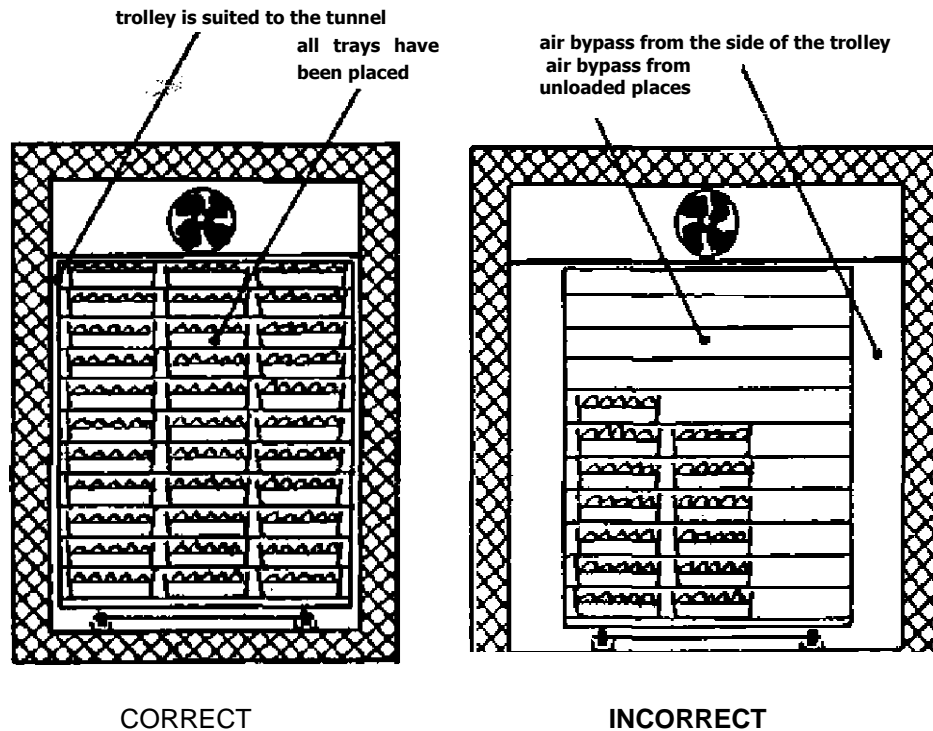 trolley is suited to the tunnel
all trays have
been placed
air bypass from the side of the trolley
air bypass from
unloaded places
CORRECT
INCORRECT